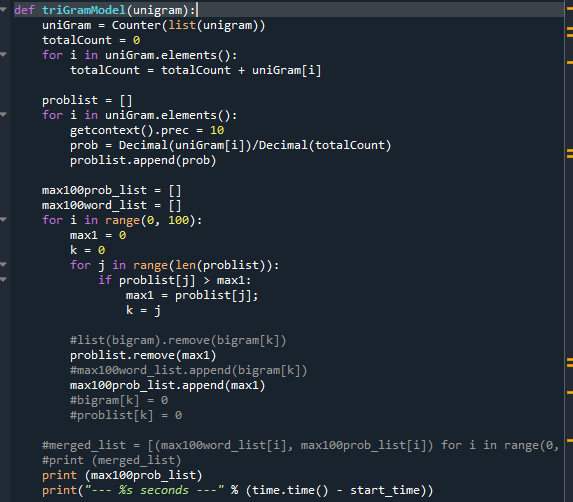 def triGramModel(unigram):
    uniGram = Counter(list(unigram))
    totalCount = 0
    for i in uniGram.elements():
        totalCount = totalCount + uniGram[i]
    problist = []
    for i in uniGram.elements():
        getcontext().prec = 10
        prob = Decimal(uniGram[i])/Decimal(totalCount)
        problist.append(prob)
    max100prob_list = []
    max100word_list = []
    for i in range(0, 100):
        max1 = 0
        k = 0
        for j in range(len(problist)):
            if problist[j] > max1:
                max1 = problist[j];
                k = j
        #list(bigram).remove(bigram[k])
        problist.remove(max1)
        #max100word_list.append(bigram[k])
        max100prob_list.append(max1)
        #bigram[k] = 0
        #problist[k] = 0
    #merged_list = [(max100word_list[i], max100prob_list[i]) for i in range(0,
    #print (merged_list)
    print (max100prob_list)
    print("--- %s seconds ---" % (time.time() - start_time))